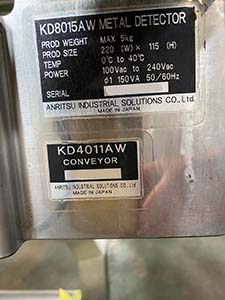 KD8015AW METAL DETECTOR
PROD WEIGHT MAX 5kg
PROD SIZE 220 (W) × 115 (H)
TEMP 0°C to 40°C
POWER 100Vac to 240Vac
φ1 150VA 50/60Hz
SERIAL
ANRITSU INDUSTRIAL SOLUTIONS CO., Ltd.
MADE IN JAPAN
KD4011AW
CONVEYOR
ANRITSU INDUSTRIAL SOLUTIONS CO., Ltd
MADE IN JAPAN